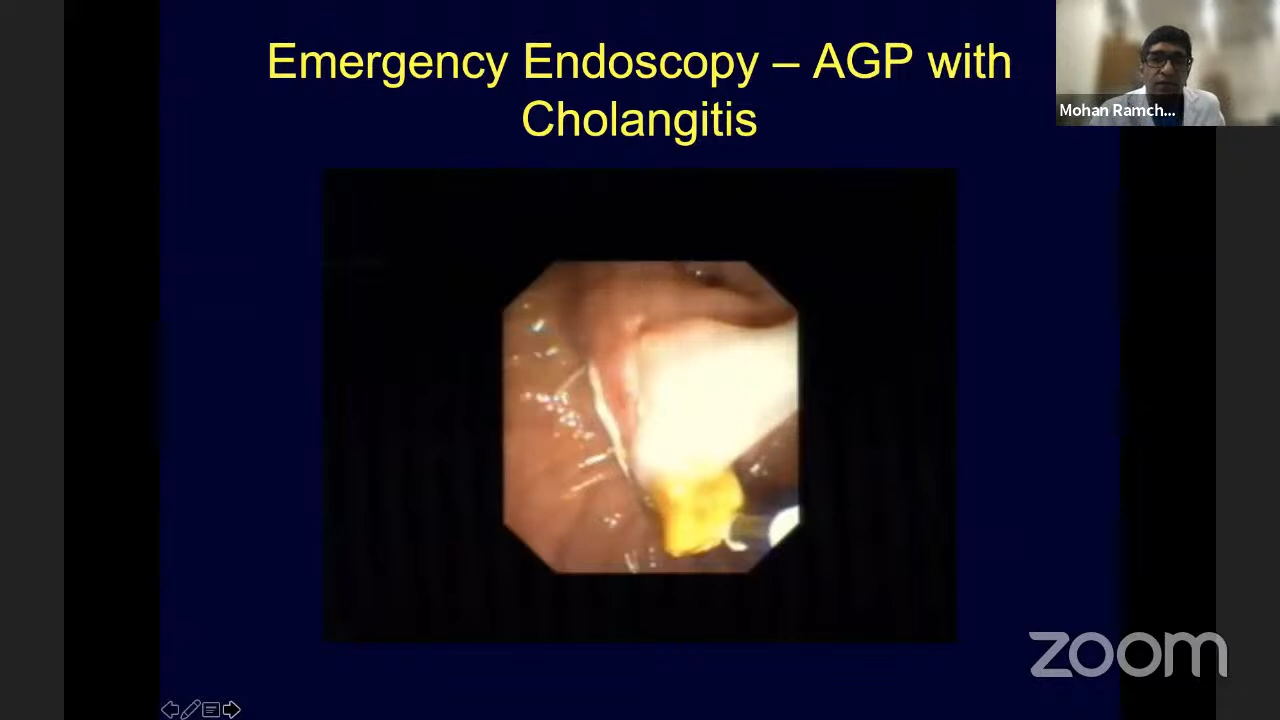 Emergency Endoscopy – AGP with
Cholangitis
Mohan Ramch...
zoom